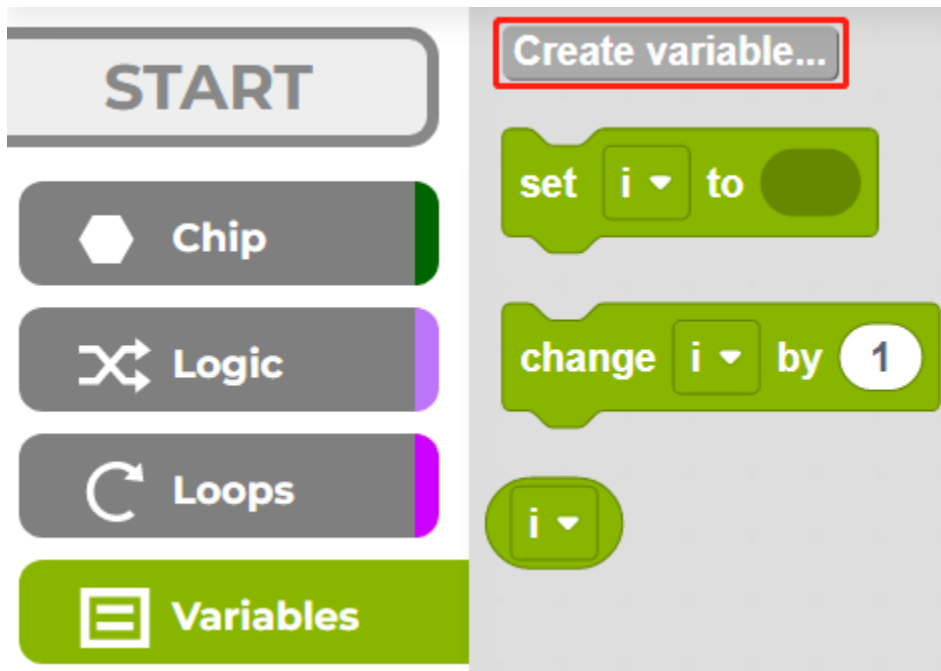 START
Chip
Logic
Loops
Variables
Create variable...
set i to
change i by 1
i